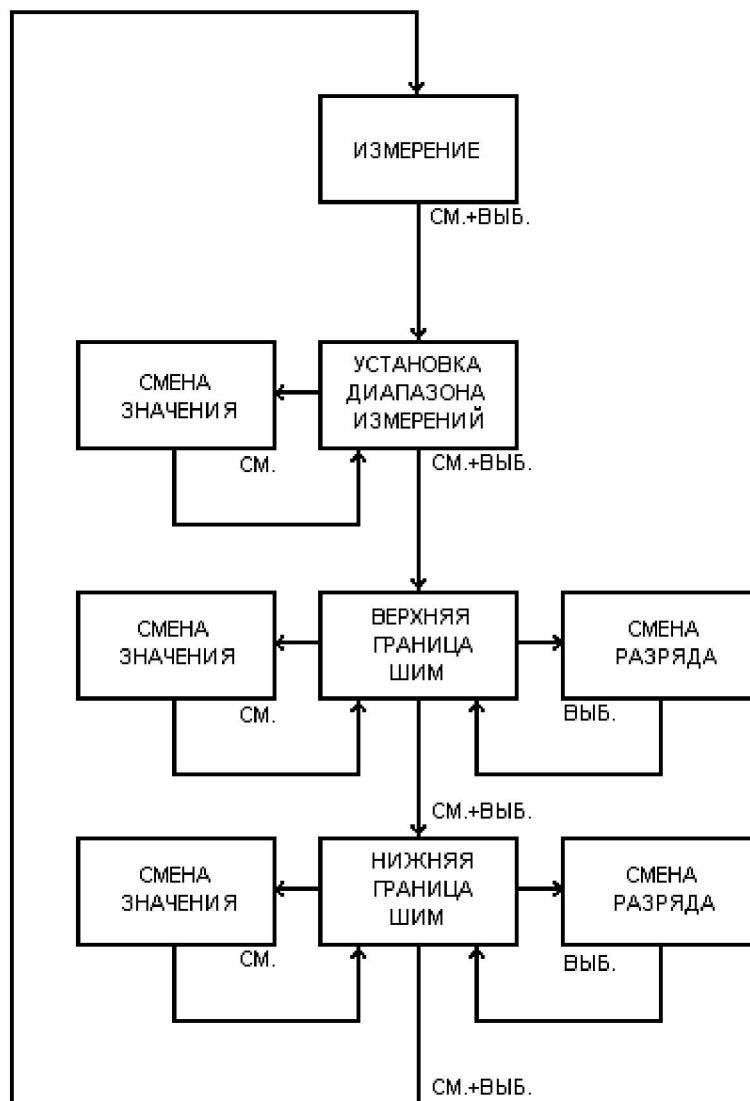 ИЗМЕРЕНИЕ
СМ.+ВЫБ.
СМЕНА
ЗНАЧЕНИЯ
УСТАНОВКА
ДИАПАЗОНА
ИЗМЕРЕНИЙ
СМ.
СМ.+ВЫБ.
СМЕНА
ЗНАЧЕНИЯ
ВЕРХНЯЯ
ГРАНИЦА
ШИМ
СМЕНА
РАЗРЯДА
СМ.
ВЫБ.
СМ.+ВЫБ.
СМЕНА
ЗНАЧЕНИЯ
НИЖНЯЯ
ГРАНИЦА
ШИМ
СМЕНА
РАЗРЯДА
СМ.
ВЫБ.
СМ.+ВЫБ.